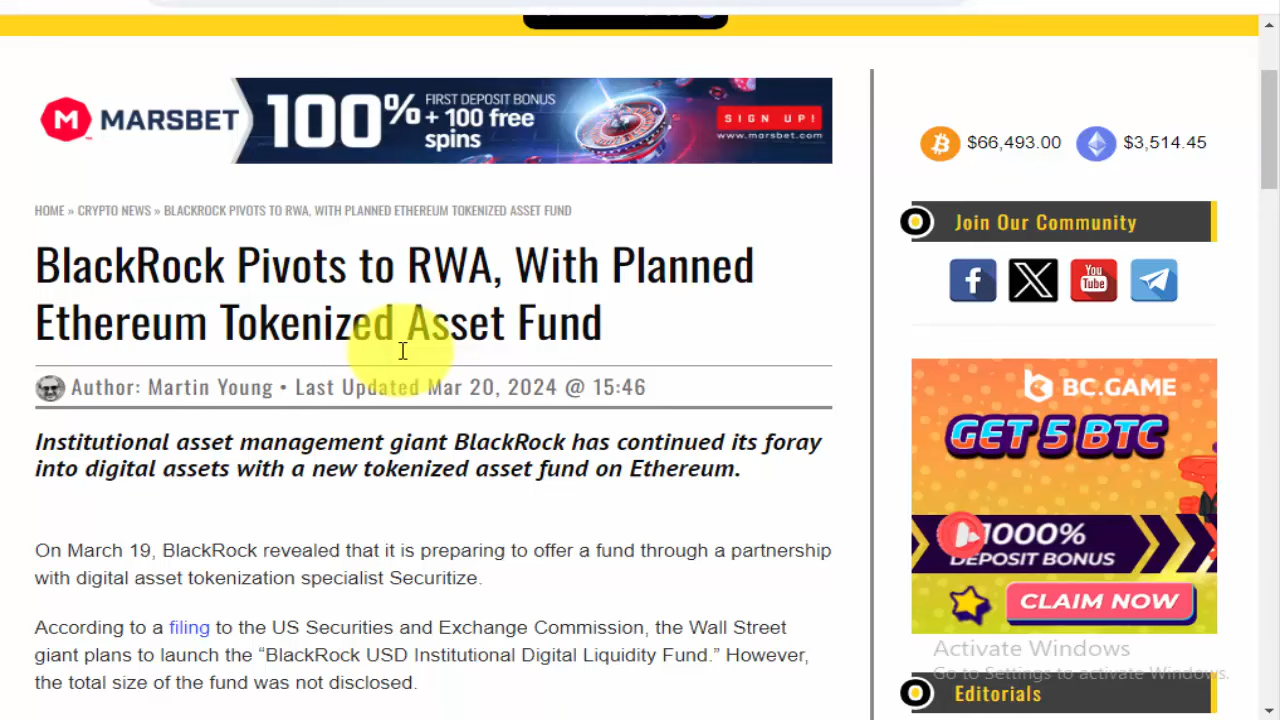 MARSBET
100%
FIRST DEPOSIT BONUS
+ 100 free
spins
SIGN UP!
www.marsbet.com
$66,493.00
$3,514.45
HOME » CRYPTO NEWS » BLACKROCK PIVOTS TO RWA, WITH PLANNED ETHEREUM TOKENIZED ASSET FUND
BlackRock Pivots to RWA, With Planned
Ethereum Tokenized Asset Fund
Author: Martin Young • Last Updated Mar 20, 2024 @ 15:46
Institutional asset management giant BlackRock has continued its foray
into digital assets with a new tokenized asset fund on Ethereum.
On March 19, BlackRock revealed that it is preparing to offer a fund through a partnership
with digital asset tokenization specialist Securitize.
According to a filing to the US Securities and Exchange Commission, the Wall Street
giant plans to launch the “BlackRock USD Institutional Digital Liquidity Fund.” However,
the total size of the fund was not disclosed.
Join Our Community
You
Tube
BC.GAME
GET 5 BTC
1000%
DEPOSIT BONUS
CLAIM NOW
Activate Windows
Go to Settings to activate Windows.
Editorials